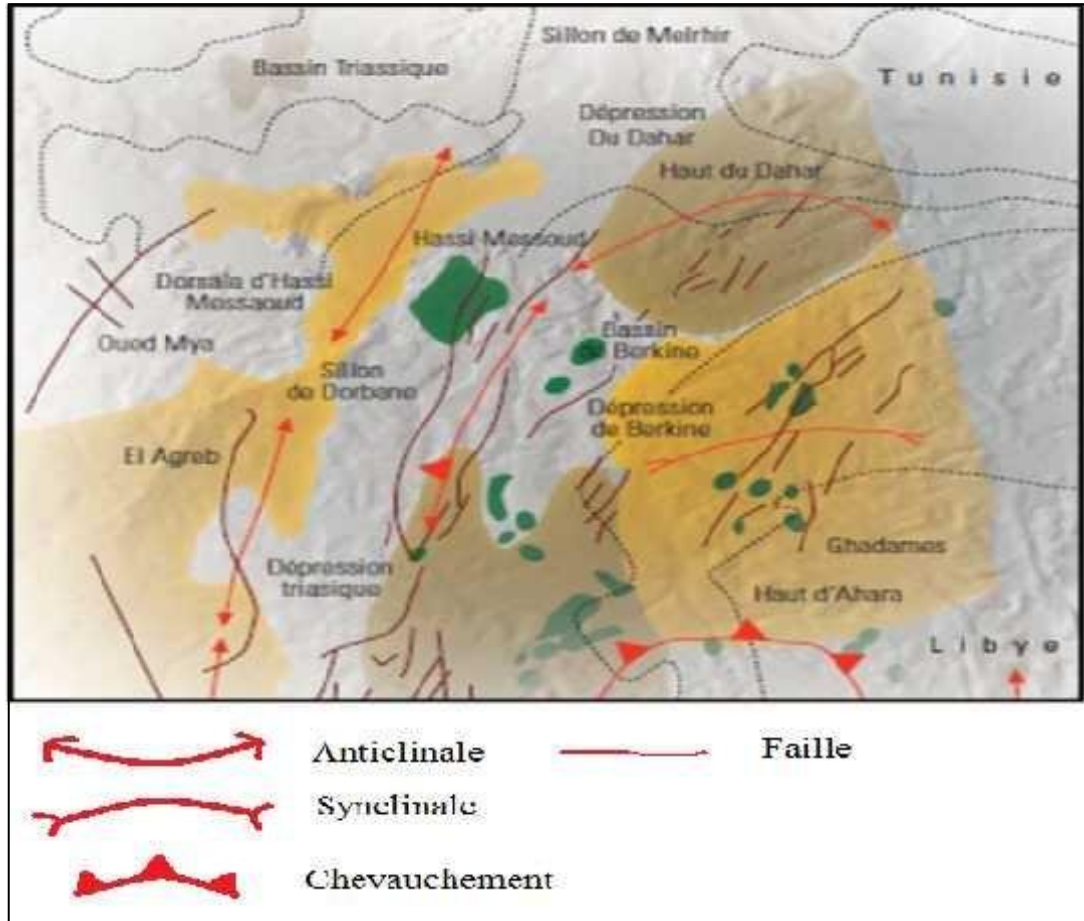 Sillon de Melrhir
Bassin Triassique
Tunisie
Dépression
Du Dahar
Haut du Dahar
Hassi Messoud
Dorsale d'Hassi
Messaoud
Oued Mya
Bassin
de Berkine
Sillon
de Dorbane
Dépression
de Berkine
El Agreb
Ghadames
Dépression
triasique
Haut d'Ahara
Libye
Anticlinale
Faille
Synclinale
Chevauchement